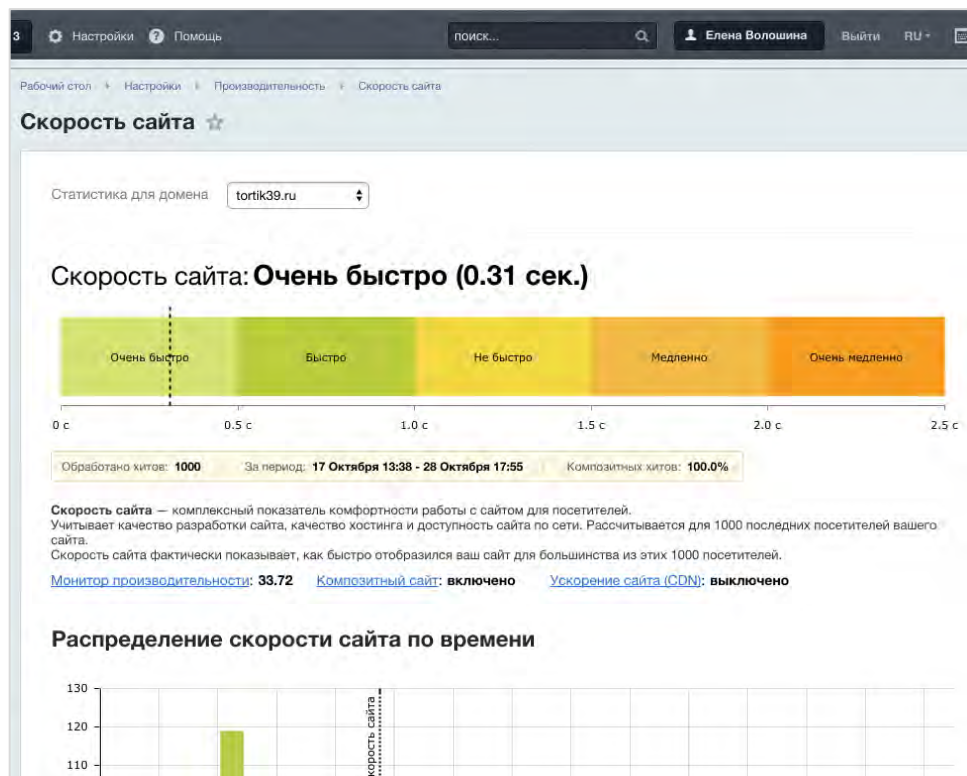 3 Настройки Помощь поиск... Елена Волошина Выйти RU
Рабочий стол Настройки Производительность Скорость сайта
Скорость сайта
Статистика для домена tortik39.ru
Скорость сайта: Очень быстро (0.31 сек.)
Очень быстро Быстро Не быстро Медленно Очень медленно
0 с 0.5 с 1.0 с 1.5 с 2.0 с 2.5 с
Обработано хитов: 1000 За период: 17 Октября 13:38 - 28 Октября 17:55 Композитных хитов: 100.0%
Скорость сайта — комплексный показатель комфортности работы с сайтом для посетителей.
Учитывает качество разработки сайта, качество хостинга и доступность сайта по сети. Рассчитывается для 1000 последних посетителей вашего
сайта.
Скорость сайта фактически показывает, как быстро отобразился ваш сайт для большинства из этих 1000 посетителей.
Монитор производительности: 33.72 Композитный сайт: включено Ускорение сайта (CDN): выключено
Распределение скорости сайта по времени
130
120
110
сайта